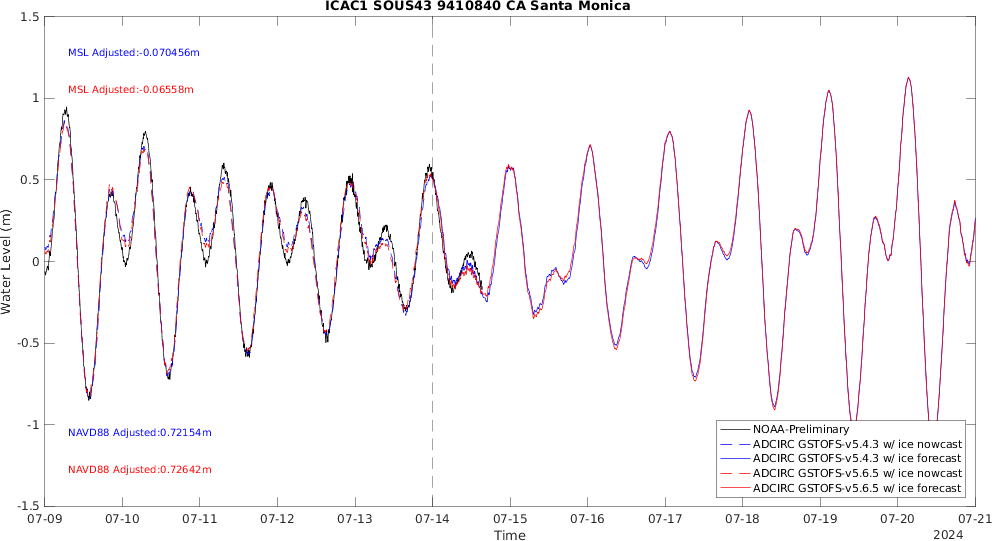 ICAC1 SOUS43 9410840 CA Santa Monica
1.5
MSL Adjusted:-0.070456m
MSL Adjusted:-0.06558m
1
0.5
0
Water Level (m)
-0.5
-1
NAVD88 Adjusted:0.72154m
NAVD88 Adjusted:0.72642m
NOAA-Preliminary
ADCIRC GSTOFS-v5.4.3 w/ ice nowcast
ADCIRC GSTOFS-v5.4.3 w/ ice forecast
ADCIRC GSTOFS-v5.6.5 w/ ice nowcast
ADCIRC GSTOFS-v5.6.5 w/ ice forecast
-1.5
07-09 07-10 07-11 07-12 07-13 07-14 07-15 07-16 07-17 07-18 07-19 07-20 07-21
Time
2024